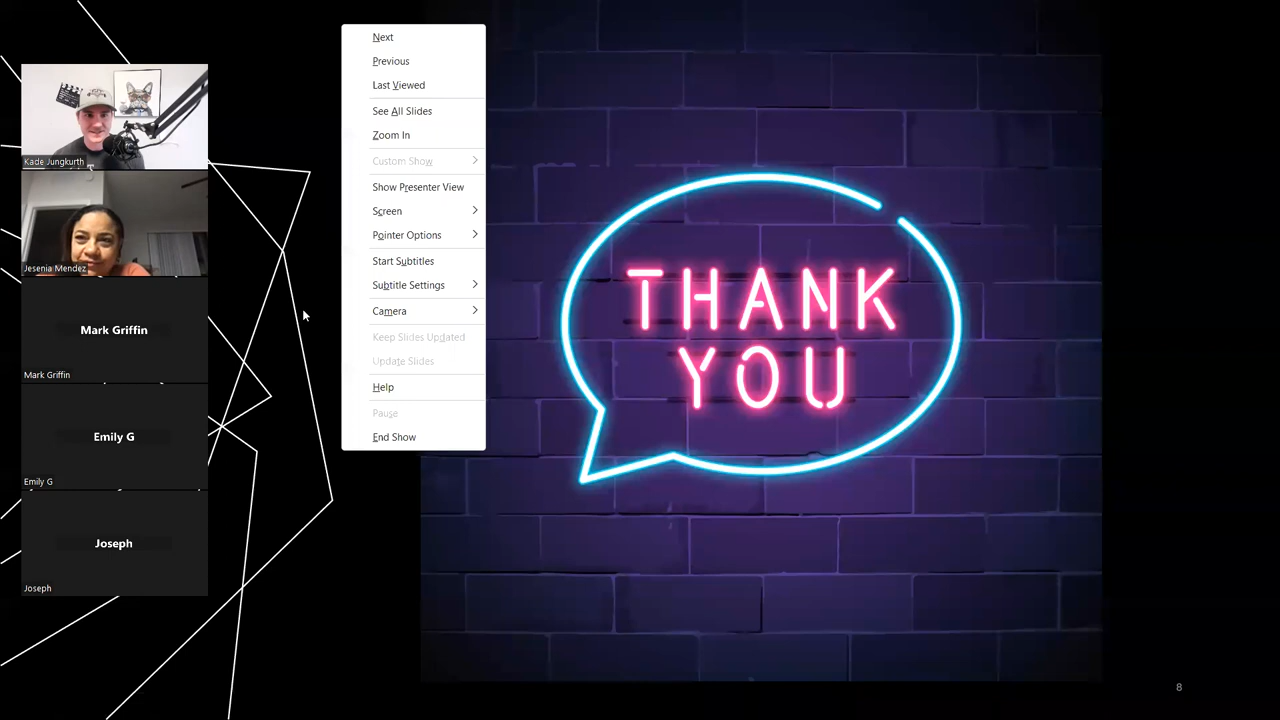 Kade Jungkurth
Jesenia Mendez
Mark Griffin
Mark Griffin
Emily G
Emily G
Joseph
Joseph
Next
Previous
Last Viewed
See All Slides
Zoom In
Custom Show
Show Presenter View
Screen
Pointer Options
Start Subtitles
Subtitle Settings
Camera
Keep Slides Updated
Update Slides
Help
Pause
End Show
THANK
YOU
8